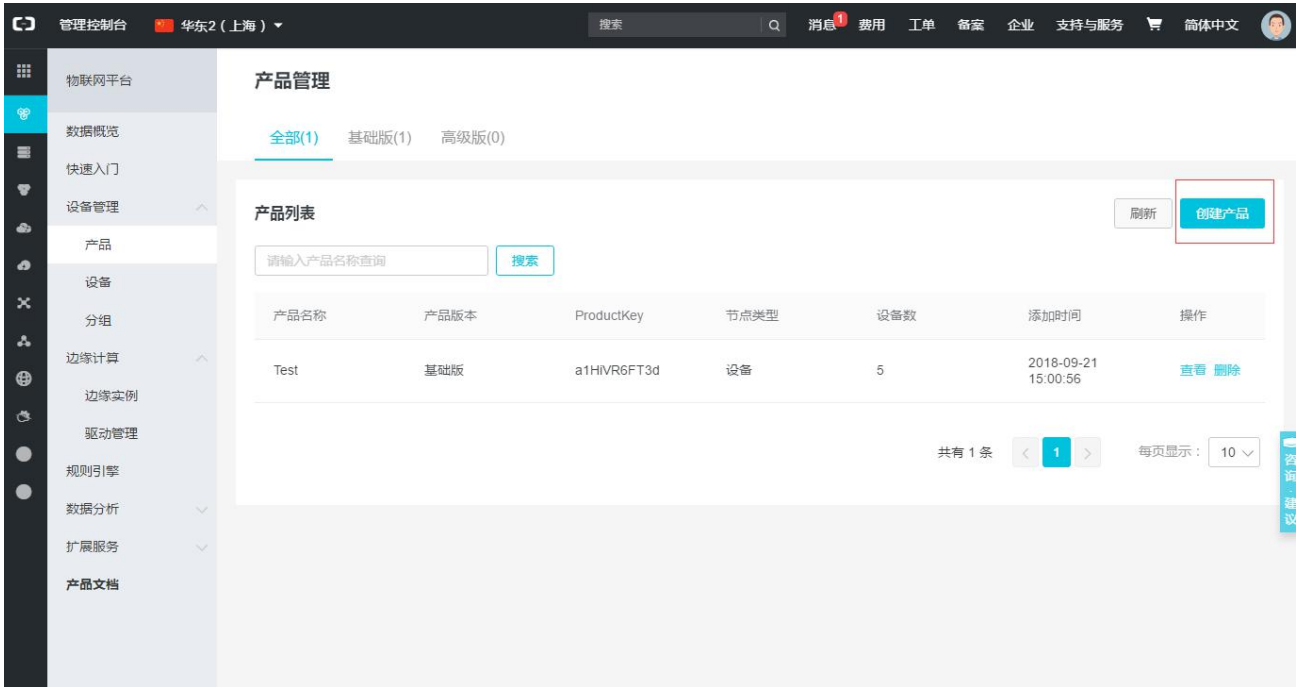 管理控制台 华东2（上海） 搜索 消息 1 费用 工单 备案 企业 支持与服务 简体中文
物联网平台
数据概览
快速入门
设备管理
产品
设备
分组
边缘计算
边缘实例
驱动管理
规则引擎
数据分析
扩展服务
产品文档
产品管理
全部(1) 基础版(1) 高级版(0)
产品列表 刷新 创建产品
请输入产品名称查询 搜索
产品名称 产品版本 ProductKey 节点类型 设备数 添加时间 操作
Test 基础版 a1HiVR6FT3d 设备 5 2018-09-21 15:00:56 查看 删除
共有 1 条 < 1 > 每页显示： 10
咨询·建议